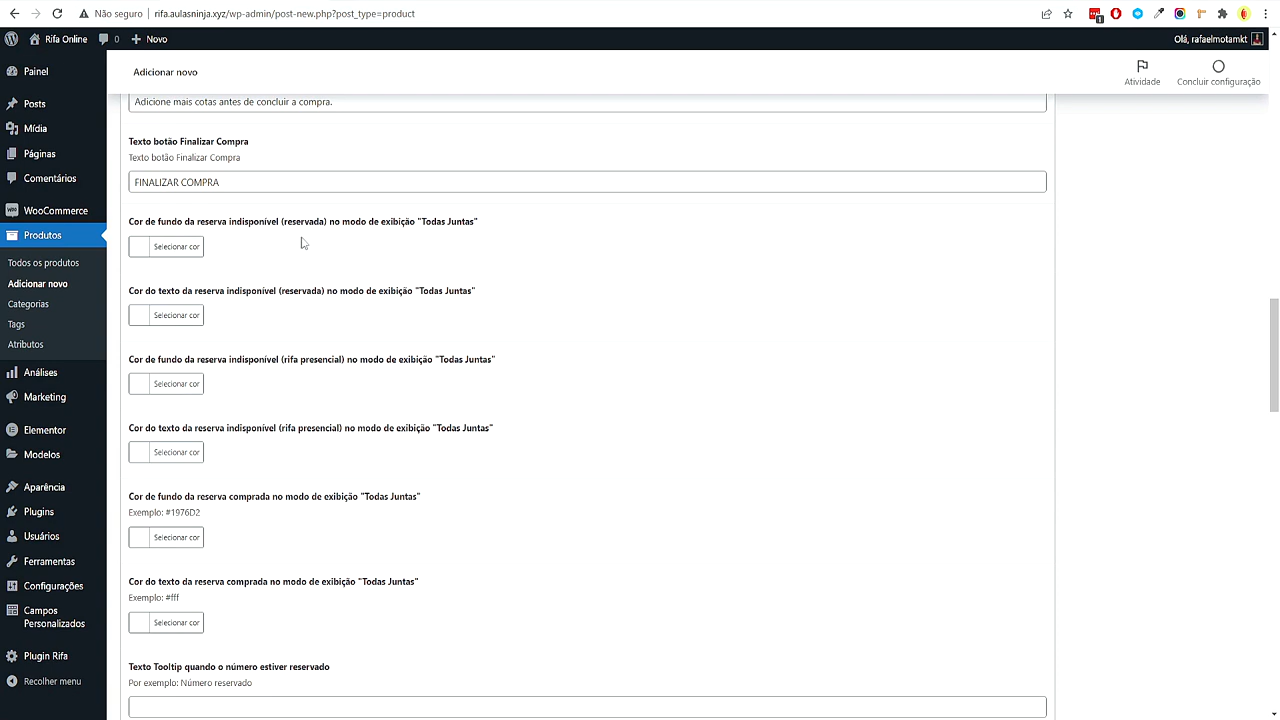 Não seguro
rifa.aulasninja.xyz/wp-admin/post-new.php?post_type=product
1
Rifa Online
0
Novo
Olá, rafaelmotamkt
Painel
Posts
Mídia
Páginas
Comentários
WooCommerce
Produtos
Todos os produtos
Adicionar novo
Categorias
Tags
Atributos
Análises
Marketing
Elementor
Modelos
Aparência
Plugins
Usuários
Ferramentas
Configurações
Campos
Personalizados
Plugin Rifa
Recolher menu
Adicionar novo
Atividade
Concluir configuração
Adicione mais cotas antes de concluir a compra.
Texto botão Finalizar Compra
Texto botão Finalizar Compra
FINALIZAR COMPRA
Cor de fundo da reserva indisponível (reservada) no modo de exibição "Todas Juntas"
Selecionar cor
Cor do texto da reserva indisponível (reservada) no modo de exibição "Todas Juntas"
Selecionar cor
Cor de fundo da reserva indisponível (rifa presencial) no modo de exibição "Todas Juntas"
Selecionar cor
Cor do texto da reserva indisponível (rifa presencial) no modo de exibição "Todas Juntas"
Selecionar cor
Cor de fundo da reserva comprada no modo de exibição "Todas Juntas"
Exemplo: #1976D2
Selecionar cor
Cor do texto da reserva comprada no modo de exibição "Todas Juntas"
Exemplo: #fff
Selecionar cor
Texto Tooltip quando o número estiver reservado
Por exemplo: Número reservado